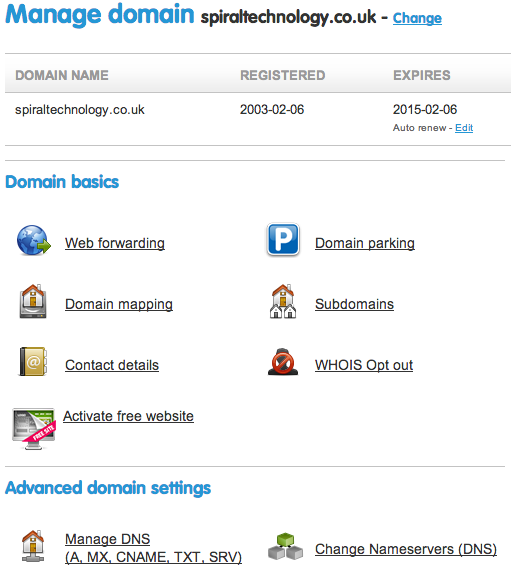 Manage domain spiraltechnology.co.uk - Change
DOMAIN NAME REGISTERED EXPIRES
spiraltechnology.co.uk 2003-02-06 2015-02-06
Auto renew - Edit
Domain basics
Web forwarding Domain parking
Domain mapping Subdomains
Contact details WHOIS Opt out
Activate free website
FREE SITE
Advanced domain settings
Manage DNS
(A, MX, CNAME, TXT, SRV) Change Nameservers (DNS)